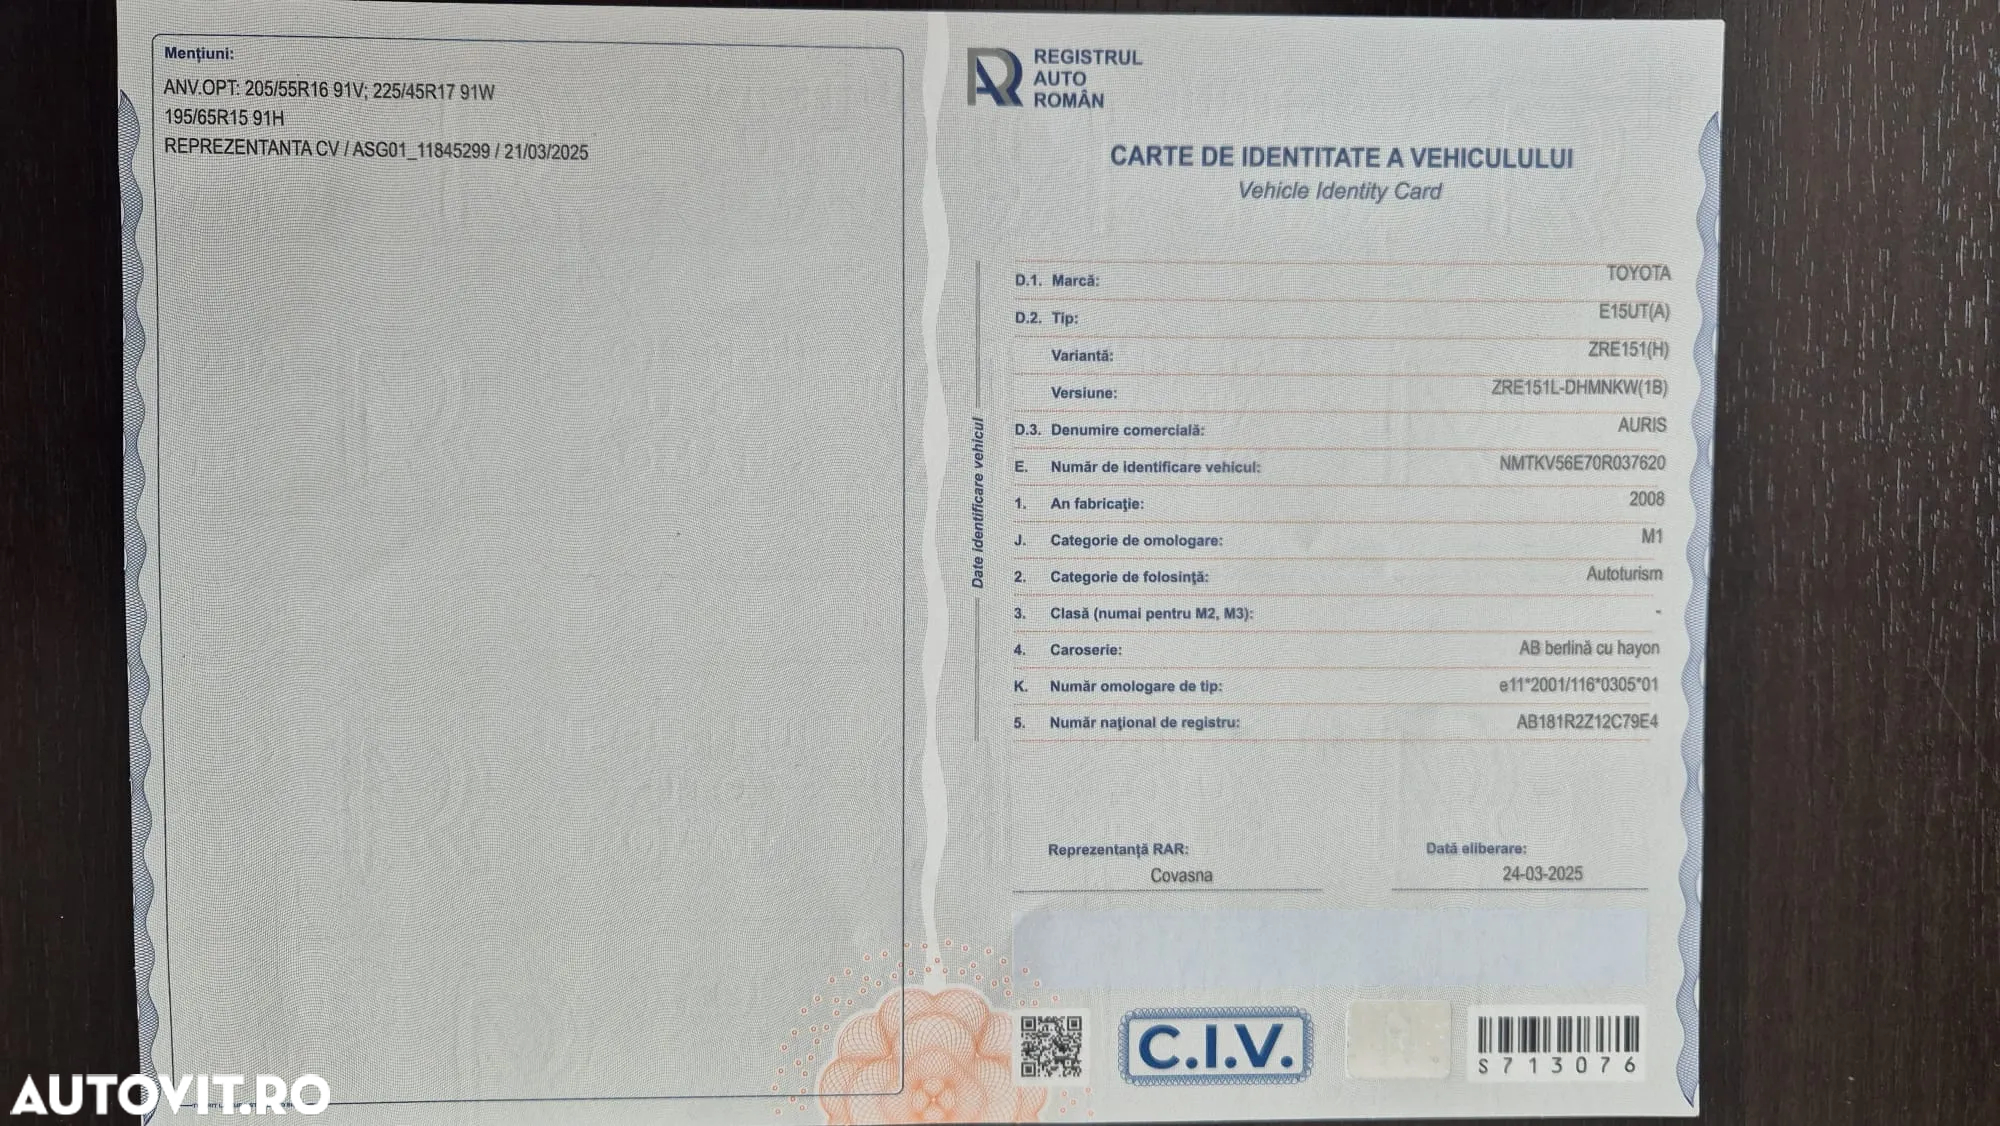 Mențiuni:
ANV.OPT: 205/55R16 91V; 225/45R17 91W
195/65R15 91H
REPREZENTANTA CV / ASG01_11845299 / 21/03/2025
REGISTRUL
AUTO
ROMÂN
CARTE DE IDENTITATE A VEHICULULUI
Vehicle Identity Card
Date identificare vehicul
D.1. Marcă: TOYOTA
D.2. Tip: E15UT(A)
Variantă: ZRE151(H)
Versiune: ZRE151L-DHMNKW(1B)
D.3. Denumire comercială: AURIS
E. Număr de identificare vehicul: NMTKV56E70R037620
1. An fabricație: 2008
J. Categorie de omologare: M1
2. Categorie de folosință: Autoturism
3. Clasă (numai pentru M2, M3): -
4. Caroserie: AB berlină cu hayon
K. Număr omologare de tip: e11*2001/116*0305*01
5. Număr național de registru: AB181R2Z12C79E4
Reprezentanță RAR: Dată eliberare:
Covasna 24-03-2025
C.I.V.
S713076
AUTOVIT.RO